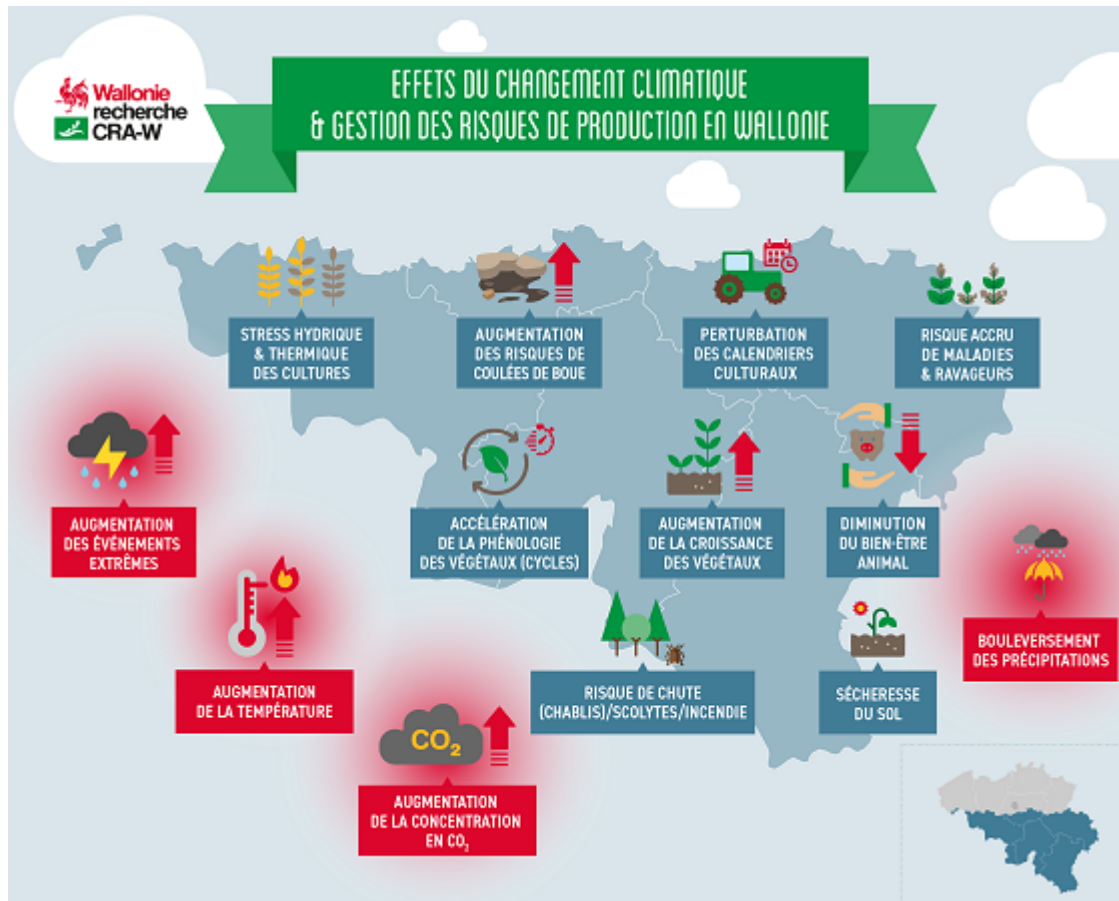 Wallonie
recherche
CRA-W
EFFETS DU CHANGEMENT CLIMATIQUE
& GESTION DES RISQUES DE PRODUCTION EN WALLONIE
STRESS HYDRIQUE
& THERMIQUE
DES CULTURES
AUGMENTATION
DES RISQUES DE
COULÉES DE BOUE
PERTURBATION
DES CALENDRIERS
CULTURAUX
RISQUE ACCRU
DE MALADIES
& RAVAGEURS
AUGMENTATION
DES ÉVÉNEMENTS
EXTRÊMES
ACCÉLÉRATION
DE LA PHÉNOLOGIE
DES VÉGÉTAUX (CYCLES)
AUGMENTATION
DE LA CROISSANCE
DES VÉGÉTAUX
DIMINUTION
DU BIEN-ÊTRE
ANIMAL
BOULEVERSEMENT
DES PRÉCIPITATIONS
AUGMENTATION
DE LA TEMPÉRATURE
RISQUE DE CHUTE
(CHABLIS)/SCOLYTES/INCENDIE
SÉCHERESSE
DU SOL
CO₂
AUGMENTATION
DE LA CONCENTRATION
EN CO₂